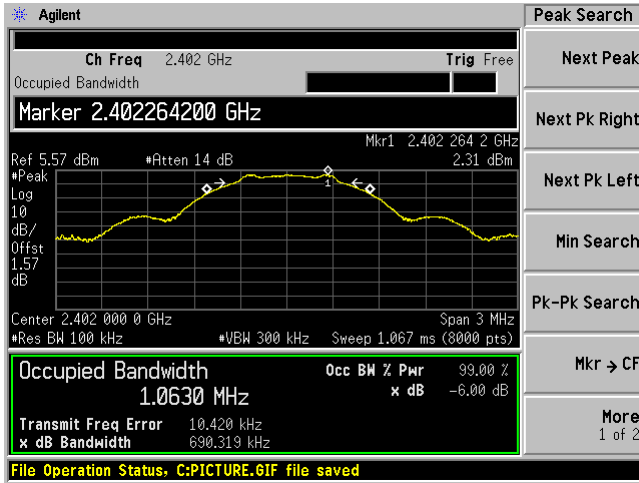 Agilent
Peak Search
Ch Freq 2.402 GHz Trig Free
Occupied Bandwidth
Marker 2.402264200 GHz
Mkr1 2.402 264 2 GHz
Ref 5.57 dBm #Atten 14 dB 2.31 dBm
#Peak
Log
10
dB/
Offst
1.57
dB
1
Center 2.402 000 0 GHz Span 3 MHz
#Res BW 100 kHz #VBW 300 kHz Sweep 1.067 ms (8000 pts)
Occupied Bandwidth Occ BW % Pwr 99.00 %
1.0630 MHz x dB -6.00 dB
Transmit Freq Error 10.420 kHz
x dB Bandwidth 690.319 kHz
File Operation Status, C:PICTURE.GIF file saved
Next Peak
Next Pk Right
Next Pk Left
Min Search
Pk-Pk Search
Mkr → CF
More
1 of 2